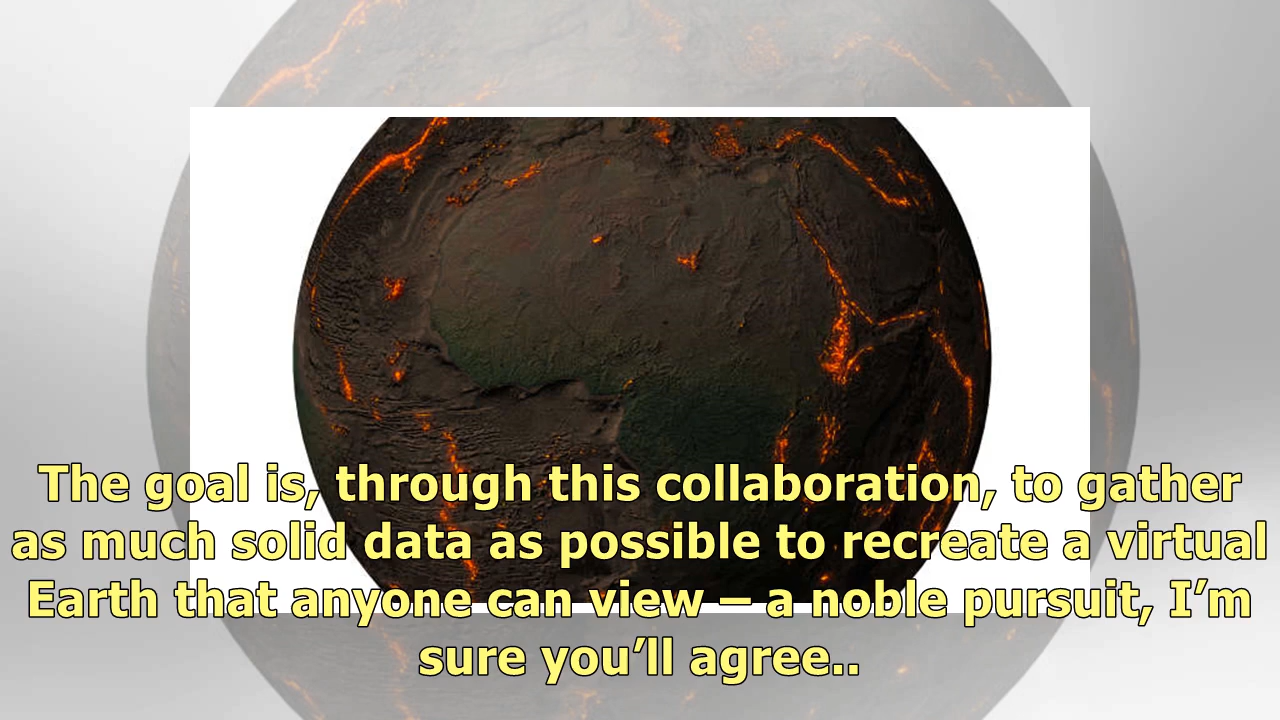 The goal is, through this collaboration, to gather
as much solid data as possible to recreate a virtual
Earth that anyone can view – a noble pursuit, I’m
sure you’ll agree..